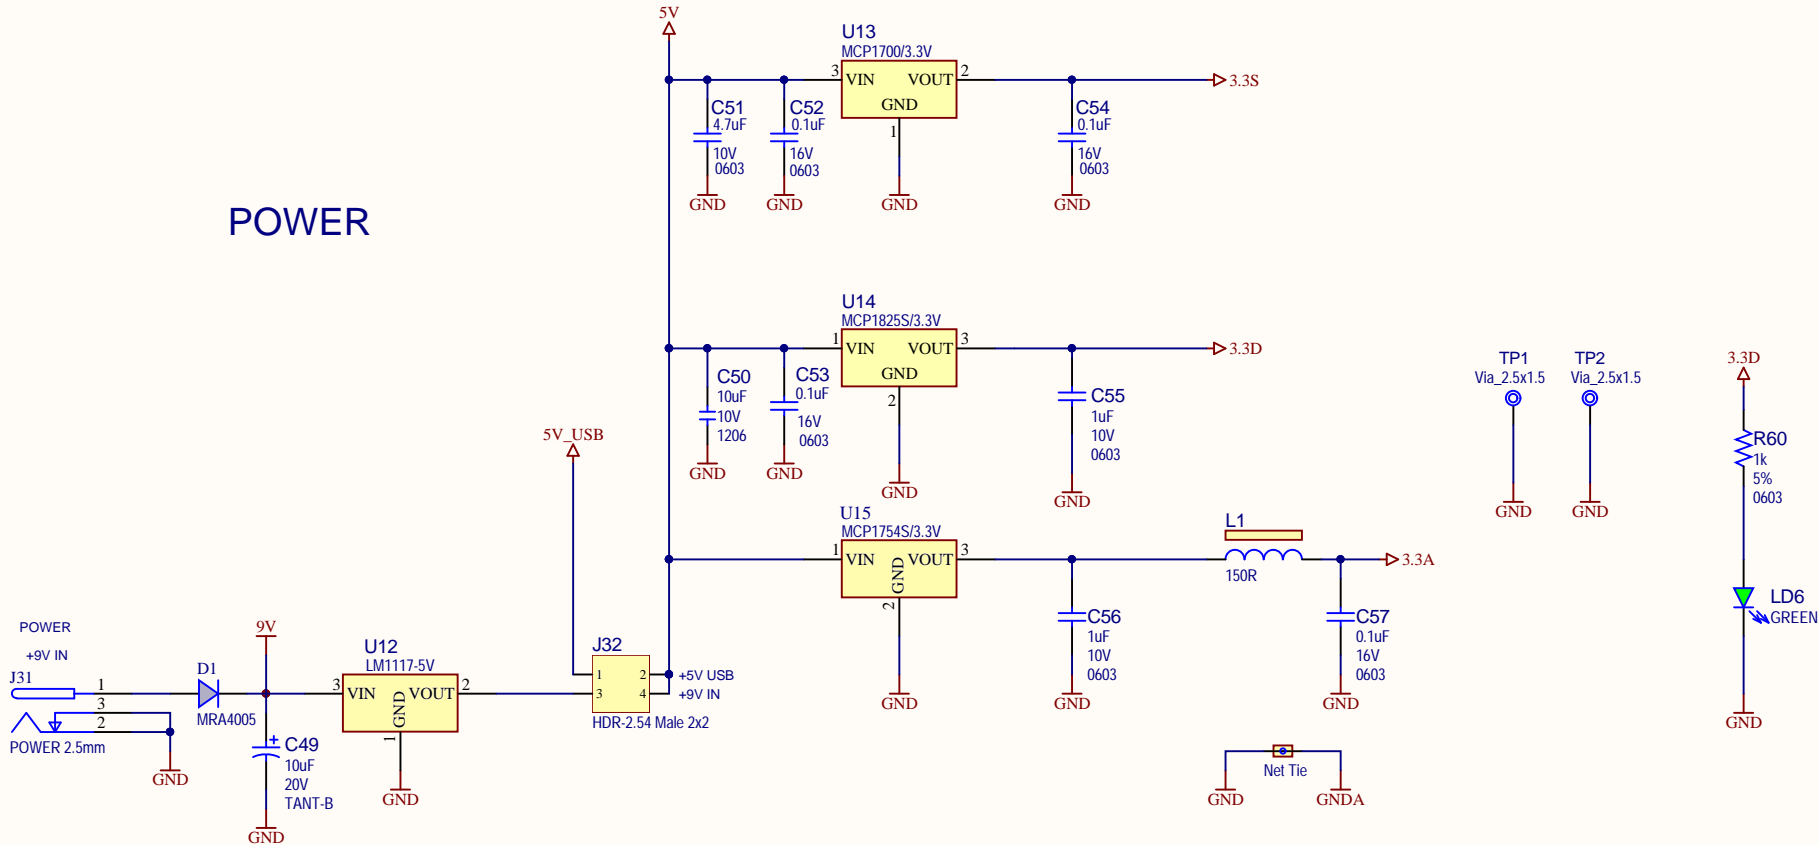 5V
U13
MCP1700/3.3V
3
VIN
VOUT
2
GND
1
3.3S
C51
4.7uF
10V
0603
GND
C52
0.1uF
16V
0603
GND
GND
C54
0.1uF
16V
0603
GND
POWER
U14
MCP1825S/3.3V
1
VIN
VOUT
3
GND
2
3.3D
C50
10uF
10V
1206
GND
C53
0.1uF
16V
0603
GND
GND
C55
1uF
10V
0603
GND
5V_USB
U15
MCP1754S/3.3V
1
VIN
VOUT
3
GND
2
GND
C56
1uF
10V
0603
GND
L1
150R
3.3A
C57
0.1uF
16V
0603
GND
TP1
Via_2.5x1.5
GND
TP2
Via_2.5x1.5
GND
3.3D
R60
1k
5%
0603
LD6
GREEN
GND
POWER
+9V IN
J31
1
3
2
POWER 2.5mm
GND
D1
MRA4005
9V
C49
+
10uF
20V
TANT-B
GND
U12
LM1117-5V
3
VIN
VOUT
2
GND
1
GND
J32
1
2
3
4
+5V USB
+9V IN
HDR-2.54 Male 2x2
Net Tie
GND
GNDA